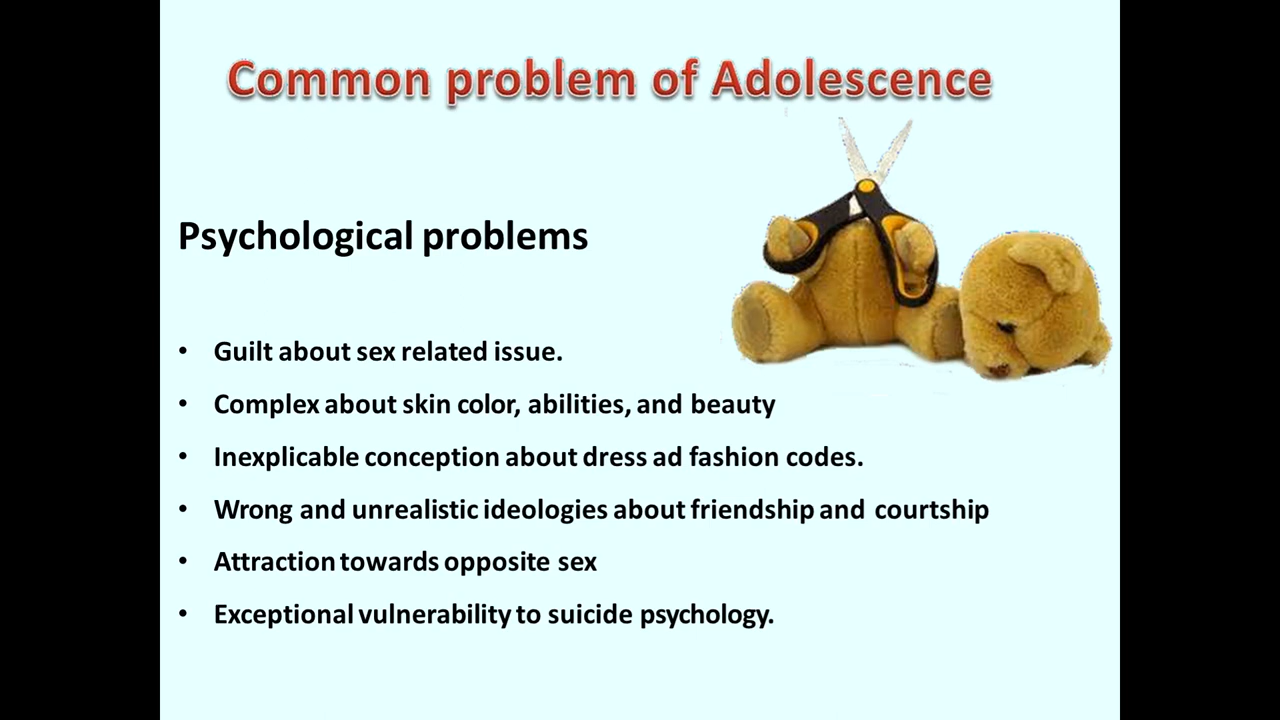 Common problem of Adolescence
Psychological problems
• Guilt about sex related issue.
• Complex about skin color, abilities, and beauty
• Inexplicable conception about dress ad fashion codes.
• Wrong and unrealistic ideologies about friendship and courtship
• Attraction towards opposite sex
• Exceptional vulnerability to suicide psychology.